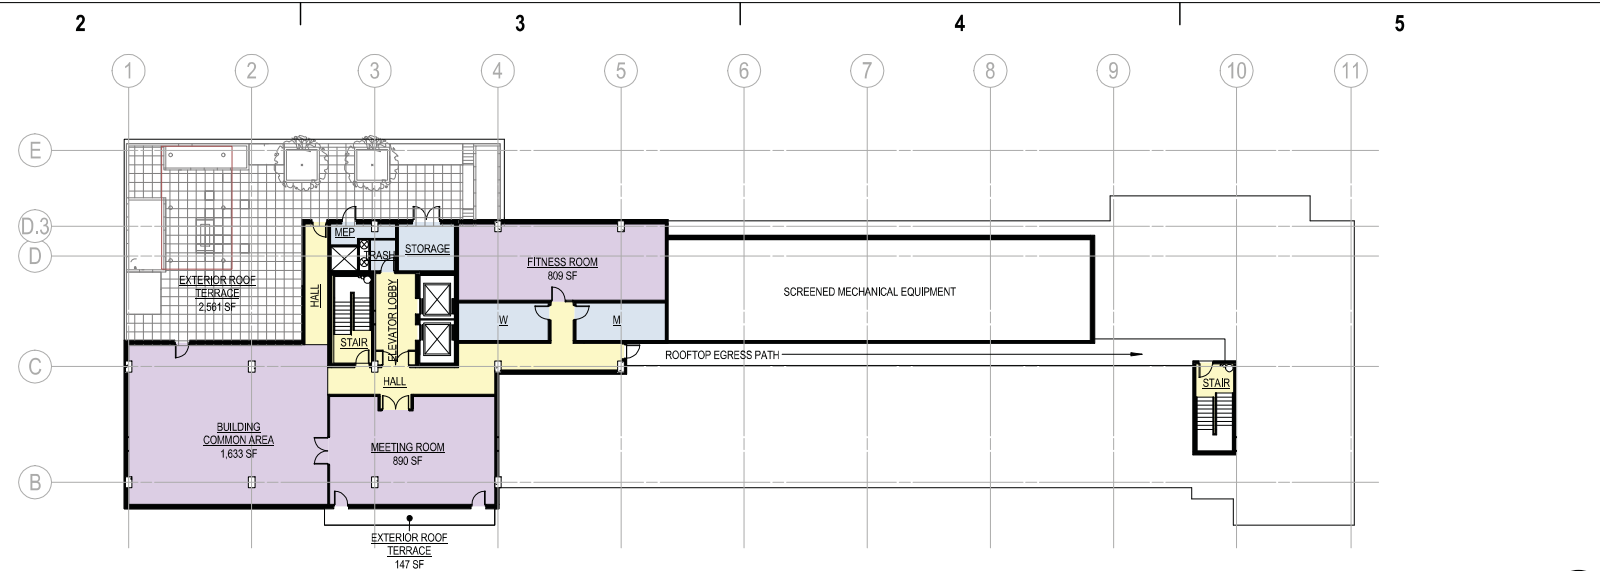 2 3 4 5
1 2 3 4 5 6 7 8 9 10 11
E
D.3
D
C
B
MEP
TRASH
STORAGE
FITNESS ROOM
809 SF
EXTERIOR ROOF
TERRACE
2,561 SF
HALL
ELEVATOR LOBBY
SCREENED MECHANICAL EQUIPMENT
W
M
STAIR
ROOFTOP EGRESS PATH
HALL
STAIR
BUILDING
COMMON AREA
1,633 SF
MEETING ROOM
890 SF
EXTERIOR ROOF
TERRACE
147 SF